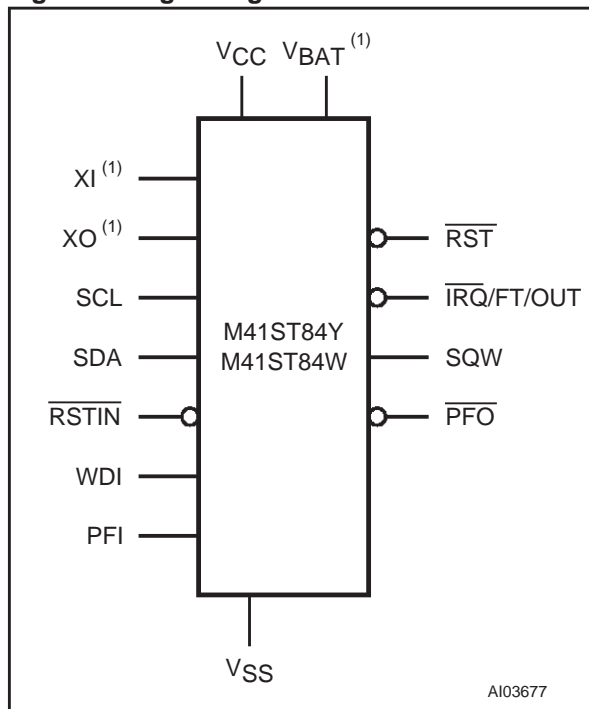 VCC VBAT (1)
XI (1)
XO (1)
SCL
SDA
RSTIN
WDI
PFI
M41ST84Y
M41ST84W
RST
IRQ/FT/OUT
SQW
PFO
VSS
AI03677